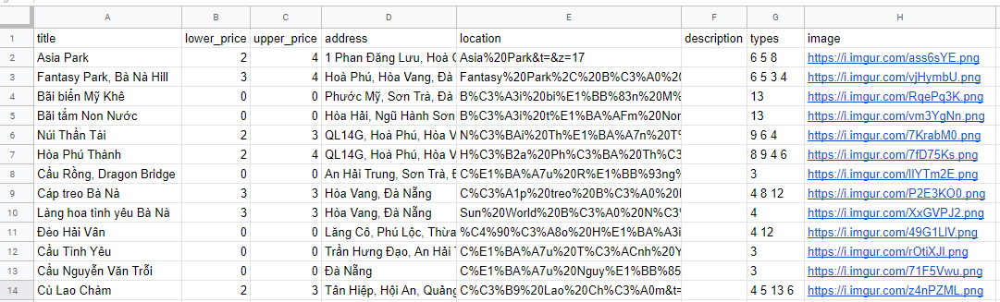 A B C D E F G H
1 title lower_price upper_price address location description types image
2 Asia Park 2 4 1 Phan Đăng Lưu, Hoà C Asia%20Park&t=&z=17 6 5 8 https://i.imgur.com/ass6sYE.png
3 Fantasy Park, Bà Nà Hill 3 4 Hoà Phú, Hòa Vang, Đà Fantasy%20Park%2C%20B%C3%A0%20 6 5 3 4 https://i.imgur.com/vjHymbU.png
4 Bãi biển Mỹ Khê 0 0 Phước Mỹ, Sơn Trà, Đà B%C3%A3i%20bi%E1%BB%83n%20M% 13 https://i.imgur.com/RqePq3K.png
5 Bãi tắm Non Nước 0 0 Hòa Hải, Ngũ Hành Sơn B%C3%A3i%20t%E1%BA%AFm%20Non 13 https://i.imgur.com/vm3YgNn.png
6 Núi Thần Tài 2 3 QL14G, Hoà Phú, Hòa V N%C3%BAi%20Th%E1%BA%A7n%20T% 9 6 4 https://i.imgur.com/7KrabM0.png
7 Hòa Phú Thành 2 4 QL14G, Hoà Phú, Hòa V H%C3%B2a%20Ph%C3%BA%20Th%C3% 8 9 4 6 https://i.imgur.com/7fD75Ks.png
8 Cầu Rồng, Dragon Bridge 0 0 An Hải Trung, Sơn Trà, Đ C%E1%BA%A7u%20R%E1%BB%93ng% 3 https://i.imgur.com/IlYTm2E.png
9 Cáp treo Bà Nà 3 3 Hòa Vang, Đà Nẵng C%C3%A1p%20treo%20B%C3%A0%20 4 8 12 https://i.imgur.com/P2E3KO0.png
10 Làng hoa tình yêu Bà Nà 3 3 Hòa Vang, Đà Nẵng Sun%20World%20B%C3%A0%20N%C3% 4 https://i.imgur.com/XxGVPJ2.png
11 Đèo Hải Vân 0 0 Lăng Cô, Phú Lộc, Thừa %C4%90%C3%A8o%20H%E1%BA%A3i 4 12 https://i.imgur.com/49G1LlV.png
12 Cầu Tình Yêu 0 0 Trần Hưng Đạo, An Hải T C%E1%BA%A7u%20T%C3%ACnh%20Y 3 https://i.imgur.com/rOtiXJl.png
13 Cầu Nguyễn Văn Trỗi 0 0 Đà Nẵng C%E1%BA%A7u%20Nguy%E1%BB%85 3 https://i.imgur.com/71F5Vwu.png
14 Cù Lao Chàm 2 3 Tân Hiệp, Hội An, Quảng C%C3%B9%20Lao%20Ch%C3%A0m&t= 4 5 13 6 https://i.imgur.com/z4nPZML.png